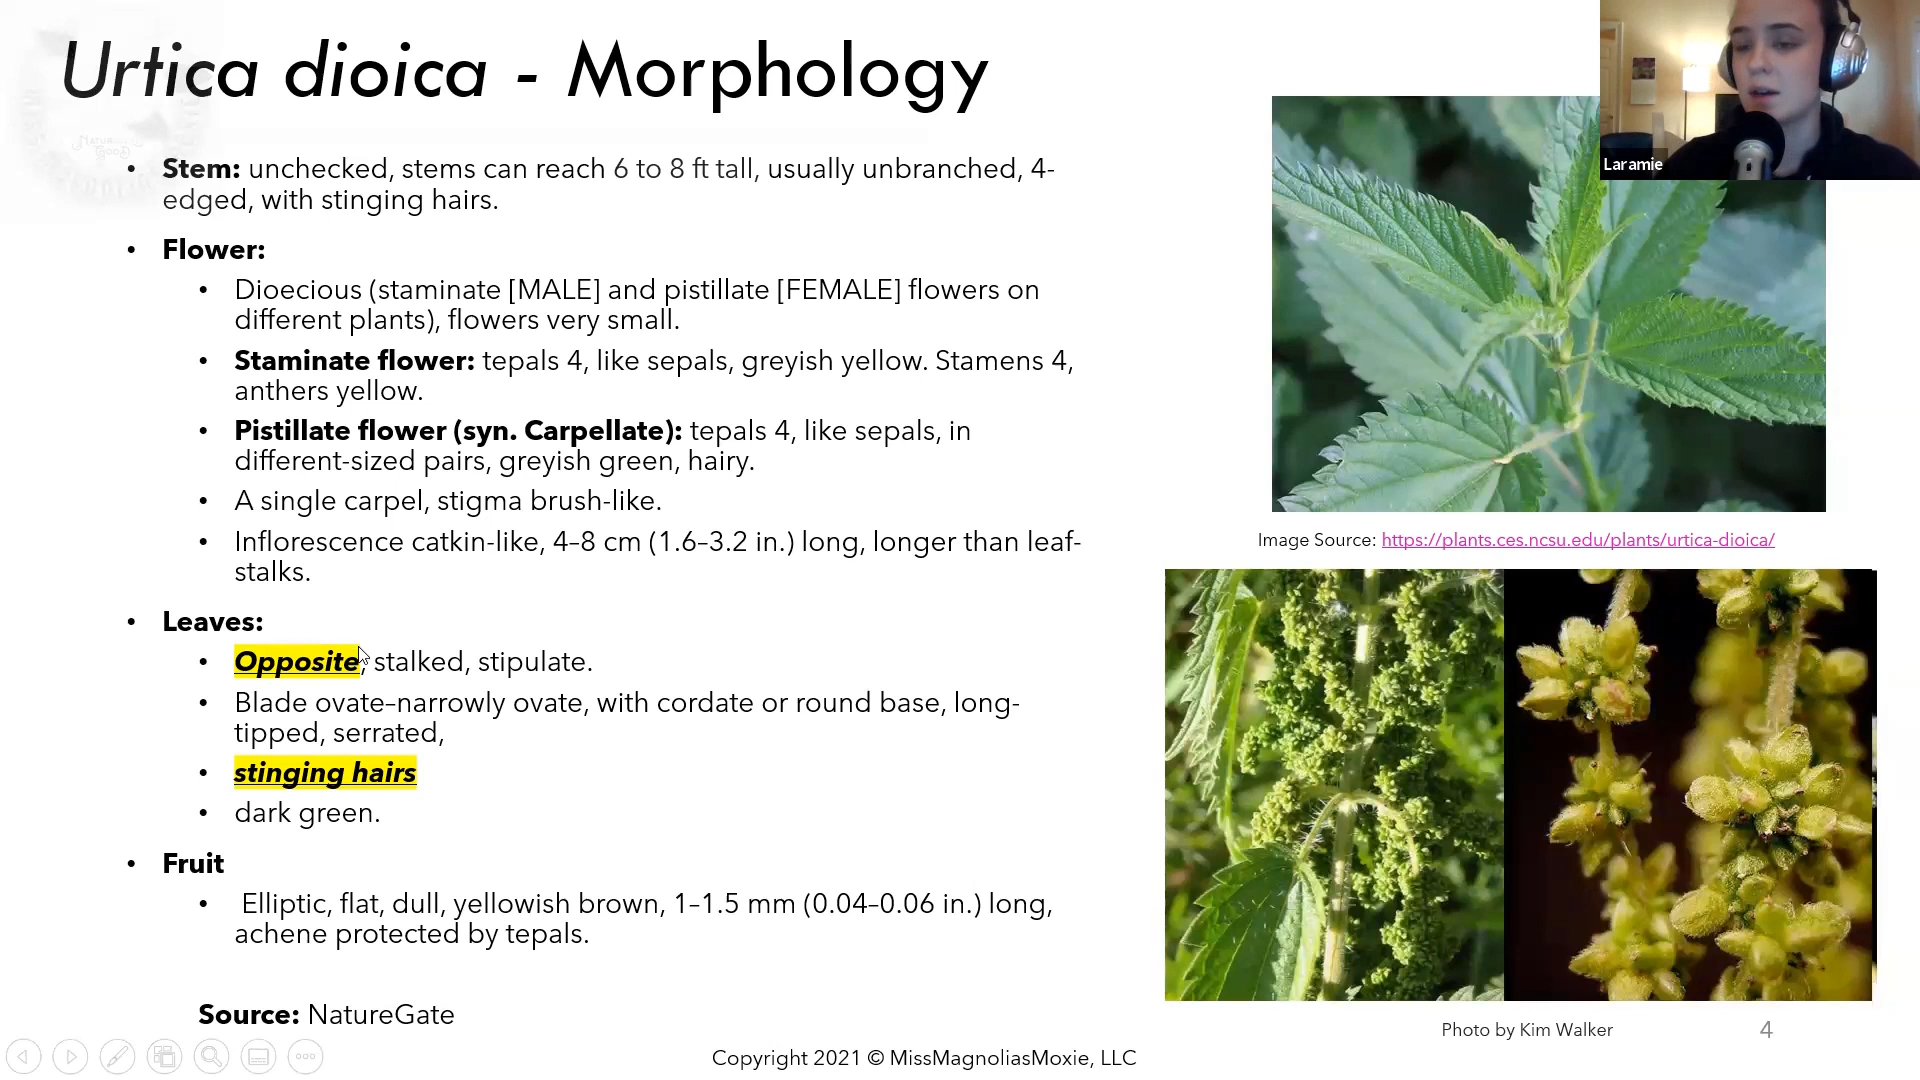 Urtica dioica - Morphology
Laramie
• Stem: unchecked, stems can reach 6 to 8 ft tall, usually unbranched, 4-
edged, with stinging hairs.
• Flower:
• Dioecious (staminate [MALE] and pistillate [FEMALE] flowers on
different plants), flowers very small.
• Staminate flower: tepals 4, like sepals, greyish yellow. Stamens 4,
anthers yellow.
• Pistillate flower (syn. Carpellate): tepals 4, like sepals, in
different-sized pairs, greyish green, hairy.
• A single carpel, stigma brush-like.
• Inflorescence catkin-like, 4–8 cm (1.6–3.2 in.) long, longer than leaf-
stalks.
• Leaves:
• Opposite, stalked, stipulate.
• Blade ovate–narrowly ovate, with cordate or round base, long-
tipped, serrated,
• stinging hairs
• dark green.
• Fruit
• Elliptic, flat, dull, yellowish brown, 1–1.5 mm (0.04–0.06 in.) long,
achene protected by tepals.
Source: NatureGate
Image Source: https://plants.ces.ncsu.edu/plants/urtica-dioica/
Photo by Kim Walker
4
Copyright 2021 © MissMagnoliasMoxie, LLC